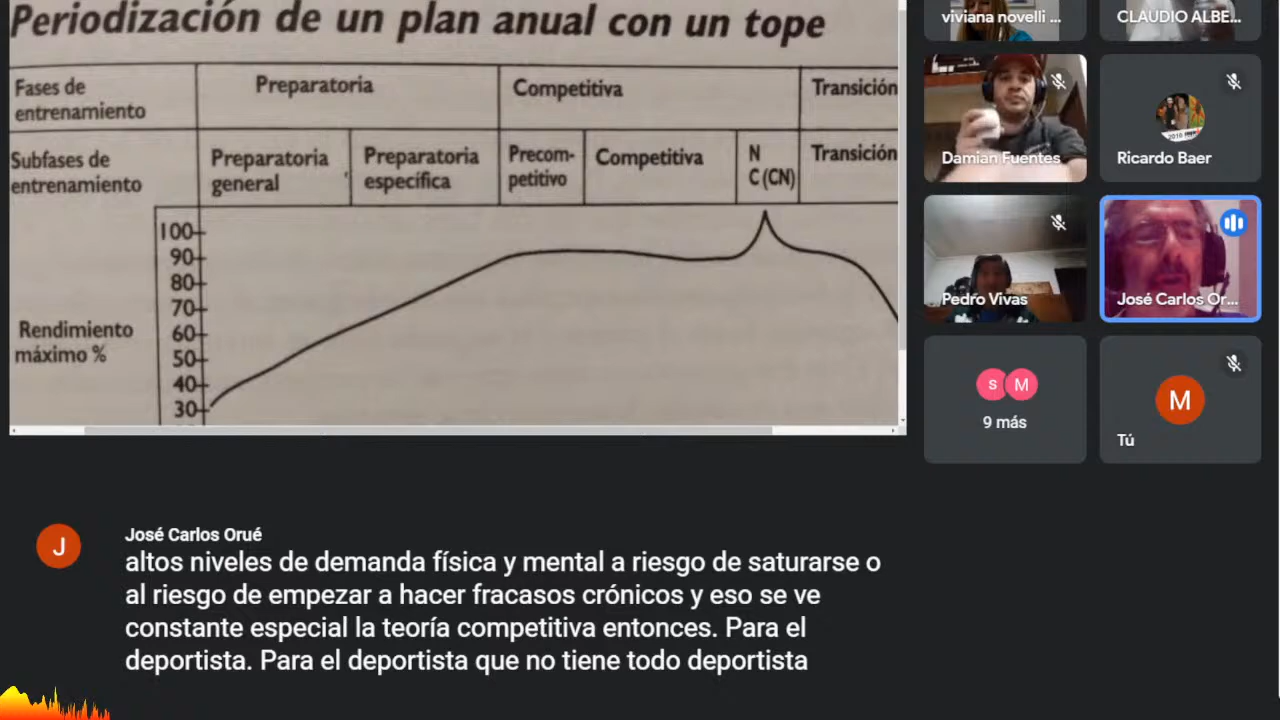 Periodización de un plan anual con un tope
Fases de
entrenamiento
Preparatoria
Competitiva
Transición
Subfases de
entrenamiento
Preparatoria
general
Preparatoria
específica
Precom-
petitivo
Competitiva
N
C (CN)
Transición
Rendimiento
máximo %
100
90
80
70
60
50
40
30
viviana novelli ...
CLAUDIO ALBE...
Damian Fuentes
Ricardo Baer
Pedro Vivas
José Carlos Or...
s M
9 más
M
Tú
J
José Carlos Orué
altos niveles de demanda física y mental a riesgo de saturarse o
al riesgo de empezar a hacer fracasos crónicos y eso se ve
constante especial la teoría competitiva entonces. Para el
deportista. Para el deportista que no tiene todo deportista